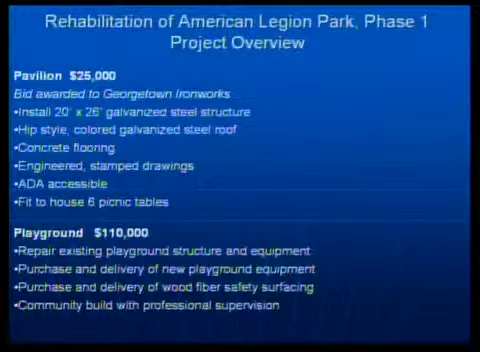 Rehabilitation of American Legion Park, Phase 1
Project Overview
Pavilion $25,000
Bid awarded to Georgetown Ironworks
•Install 20' x 26' galvanized steel structure
•Hip style, colored galvanized steel roof
•Concrete flooring
•Engineered, stamped drawings
•ADA accessible
•Fit to house 6 picnic tables
Playground $110,000
•Repair existing playground structure and equipment
•Purchase and delivery of new playground equipment
•Purchase and delivery of wood fiber safety surfacing
•Community build with professional supervision